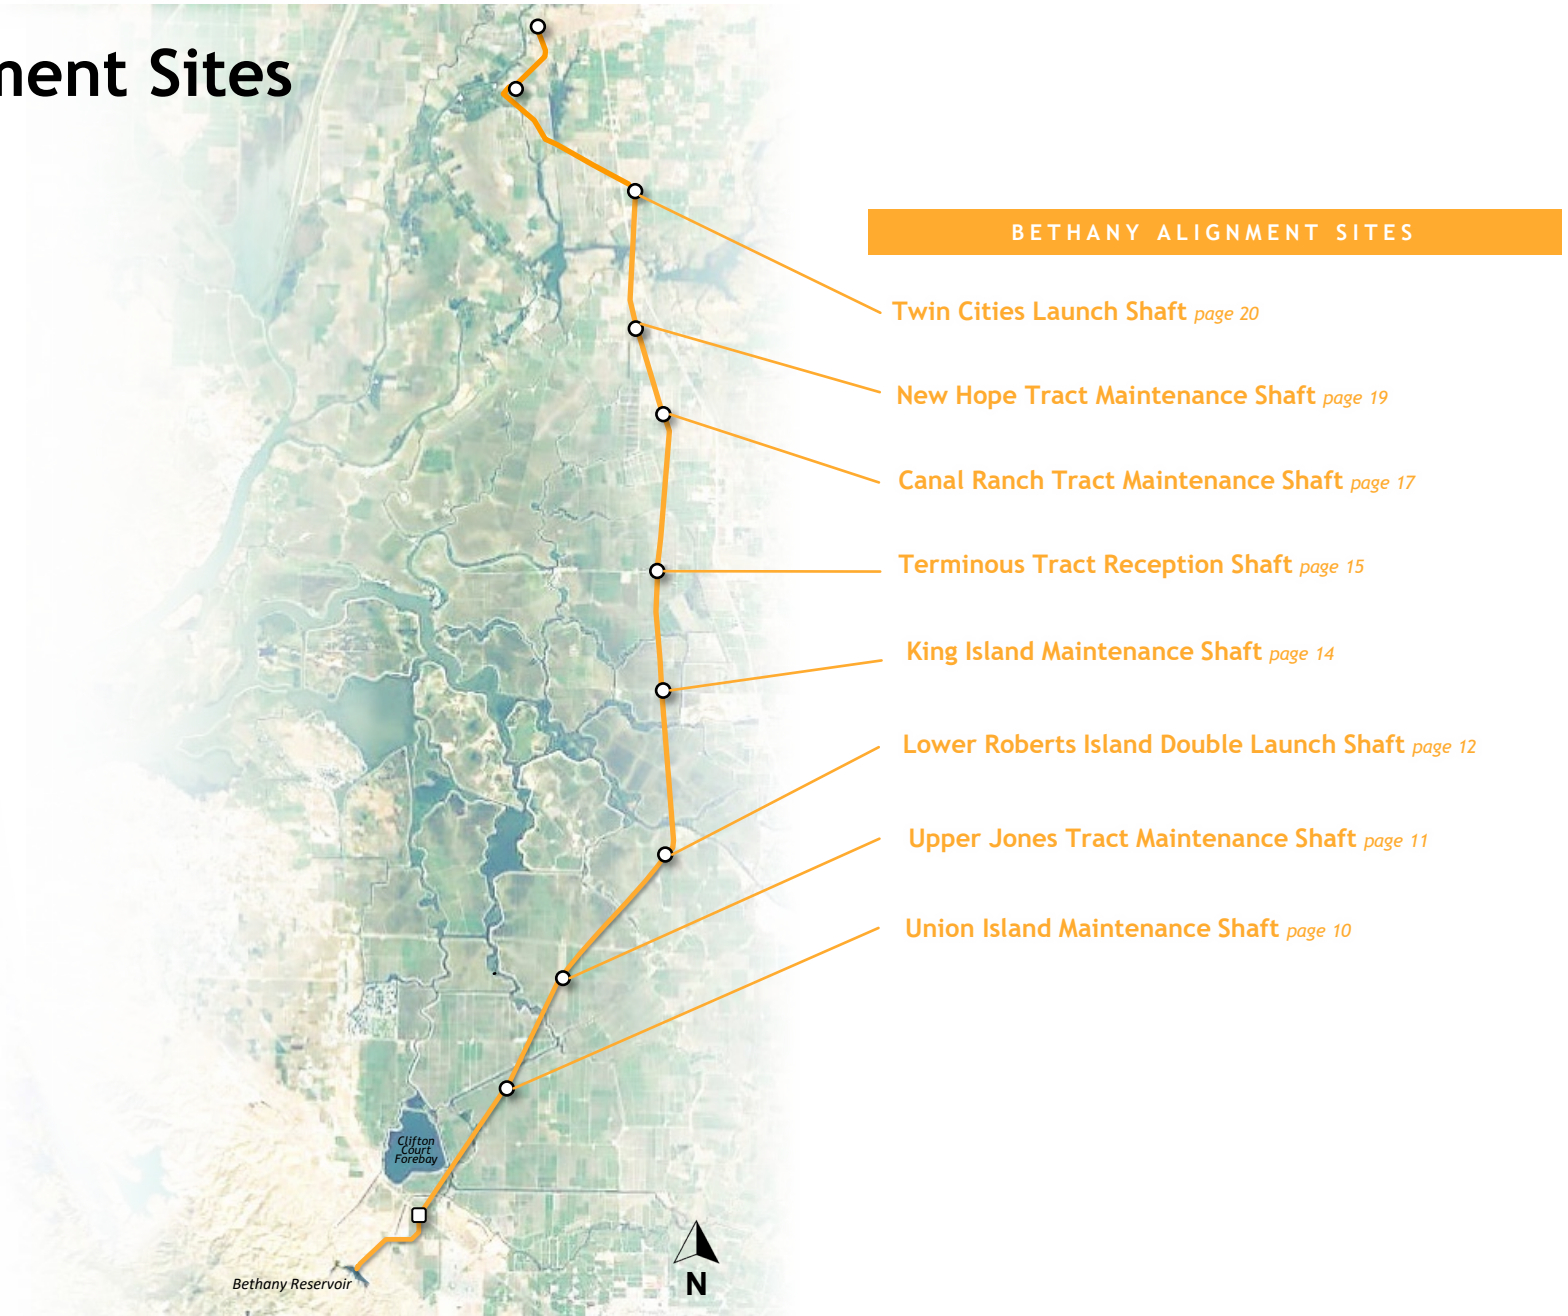 ment Sites
BETHANY ALIGNMENT SITES
Twin Cities Launch Shaft page 20
New Hope Tract Maintenance Shaft page 19
Canal Ranch Tract Maintenance Shaft page 17
Terminous Tract Reception Shaft page 15
King Island Maintenance Shaft page 14
Lower Roberts Island Double Launch Shaft page 12
Upper Jones Tract Maintenance Shaft page 11
Union Island Maintenance Shaft page 10
Clifton
Court
Forebay
Bethany Reservoir
N